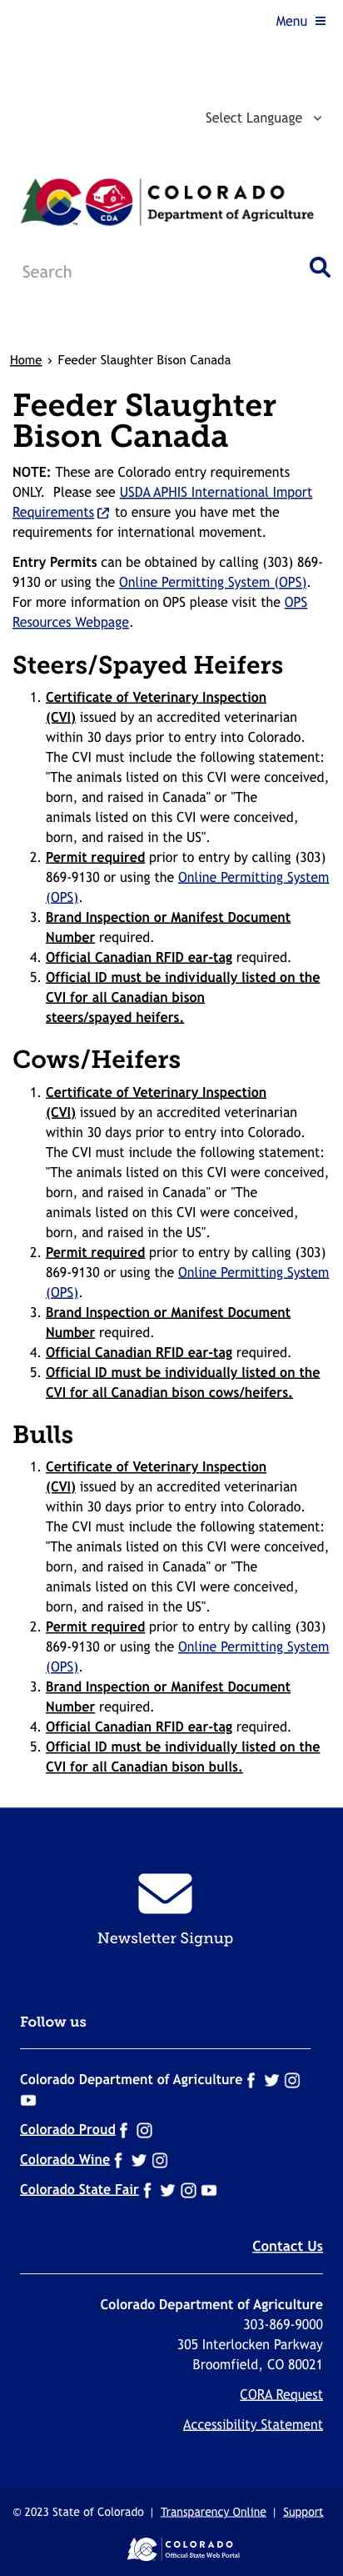 Menu
Select Language
COLORADO
Department of Agriculture
CDA
Search
Home › Feeder Slaughter Bison Canada
Feeder Slaughter
Bison Canada
NOTE: These are Colorado entry requirements
ONLY.  Please see USDA APHIS International Import
Requirements to ensure you have met the
requirements for international movement.
Entry Permits can be obtained by calling (303) 869-
9130 or using the Online Permitting System (OPS).
For more information on OPS please visit the OPS
Resources Webpage.
Steers/Spayed Heifers
1. Certificate of Veterinary Inspection
(CVI) issued by an accredited veterinarian
within 30 days prior to entry into Colorado.
The CVI must include the following statement:
"The animals listed on this CVI were conceived,
born, and raised in Canada" or "The
animals listed on this CVI were conceived,
born, and raised in the US".
2. Permit required prior to entry by calling (303)
869-9130 or using the Online Permitting System
(OPS).
3. Brand Inspection or Manifest Document
Number required.
4. Official Canadian RFID ear-tag required.
5. Official ID must be individually listed on the
CVI for all Canadian bison
steers/spayed heifers.
Cows/Heifers
1. Certificate of Veterinary Inspection
(CVI) issued by an accredited veterinarian
within 30 days prior to entry into Colorado.
The CVI must include the following statement:
"The animals listed on this CVI were conceived,
born, and raised in Canada" or "The
animals listed on this CVI were conceived,
born, and raised in the US".
2. Permit required prior to entry by calling (303)
869-9130 or using the Online Permitting System
(OPS).
3. Brand Inspection or Manifest Document
Number required.
4. Official Canadian RFID ear-tag required.
5. Official ID must be individually listed on the
CVI for all Canadian bison cows/heifers.
Bulls
1. Certificate of Veterinary Inspection
(CVI) issued by an accredited veterinarian
within 30 days prior to entry into Colorado.
The CVI must include the following statement:
"The animals listed on this CVI were conceived,
born, and raised in Canada" or "The
animals listed on this CVI were conceived,
born, and raised in the US".
2. Permit required prior to entry by calling (303)
869-9130 or using the Online Permitting System
(OPS).
3. Brand Inspection or Manifest Document
Number required.
4. Official Canadian RFID ear-tag required.
5. Official ID must be individually listed on the
CVI for all Canadian bison bulls.
Newsletter Signup
Follow us
Colorado Department of Agriculture
Colorado Proud
Colorado Wine
Colorado State Fair
Contact Us
Colorado Department of Agriculture
303-869-9000
305 Interlocken Parkway
Broomfield, CO 80021
CORA Request
Accessibility Statement
© 2023 State of Colorado | Transparency Online | Support
COLORADO
Official State Web Portal